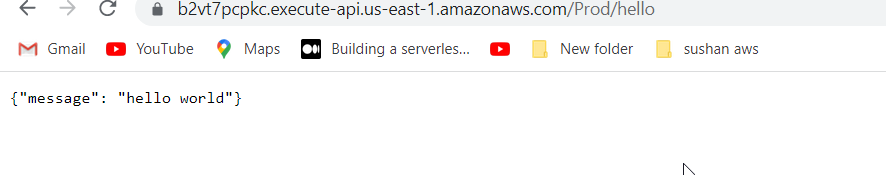 b2vt7pcpkc.execute-api.us-east-1.amazonaws.com/Prod/hello
Gmail YouTube Maps Building a serverles... New folder sushan aws
{"message": "hello world"}